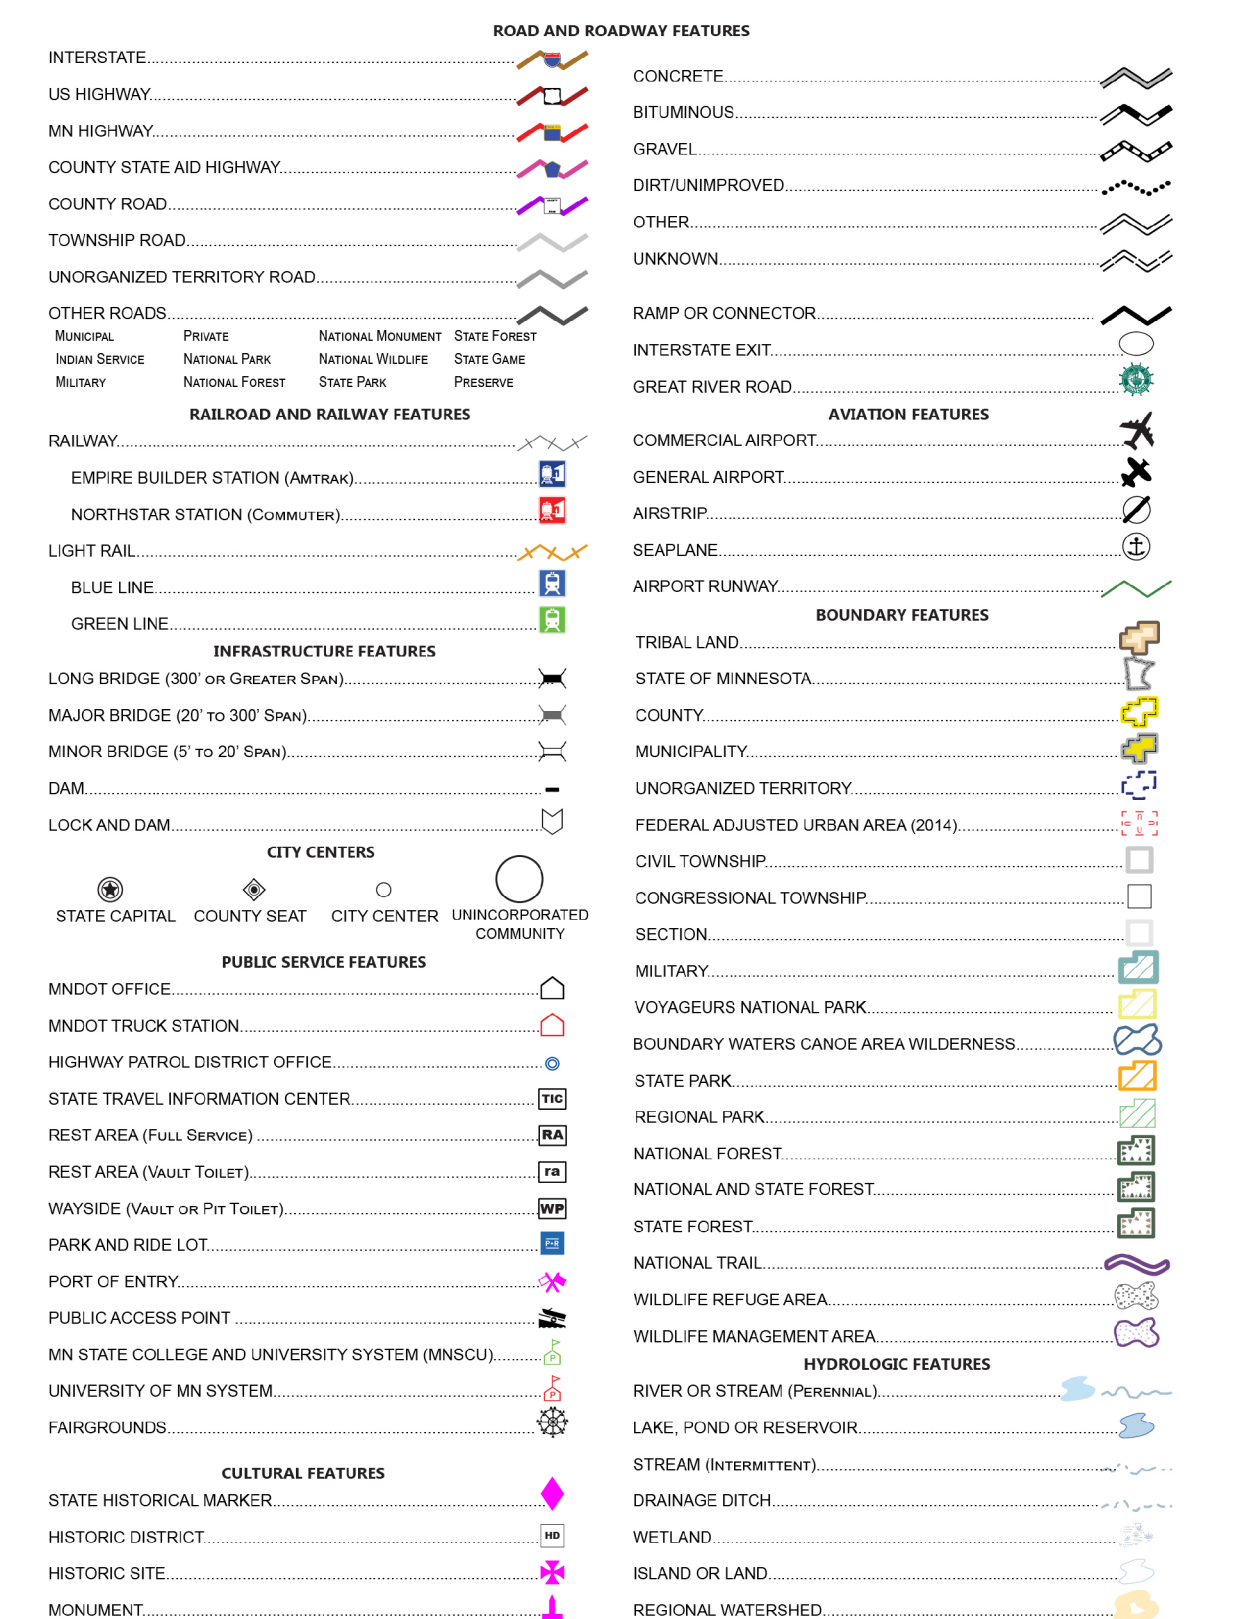 ROAD AND ROADWAY FEATURES
INTERSTATE
US HIGHWAY
MN HIGHWAY
COUNTY STATE AID HIGHWAY
COUNTY ROAD
TOWNSHIP ROAD
UNORGANIZED TERRITORY ROAD
OTHER ROADS
MUNICIPAL PRIVATE NATIONAL MONUMENT STATE FOREST
INDIAN SERVICE NATIONAL PARK NATIONAL WILDLIFE STATE GAME
MILITARY NATIONAL FOREST STATE PARK PRESERVE
CONCRETE
BITUMINOUS
GRAVEL
DIRT/UNIMPROVED
OTHER
UNKNOWN
RAMP OR CONNECTOR
INTERSTATE EXIT
GREAT RIVER ROAD
RAILROAD AND RAILWAY FEATURES
RAILWAY
EMPIRE BUILDER STATION (AMTRAK)
NORTHSTAR STATION (COMMUTER)
LIGHT RAIL
BLUE LINE
GREEN LINE
INFRASTRUCTURE FEATURES
LONG BRIDGE (300' OR GREATER SPAN)
MAJOR BRIDGE (20' TO 300' SPAN)
MINOR BRIDGE (5' TO 20' SPAN)
DAM
LOCK AND DAM
CITY CENTERS
STATE CAPITAL COUNTY SEAT CITY CENTER UNINCORPORATED
COMMUNITY
PUBLIC SERVICE FEATURES
MNDOT OFFICE
MNDOT TRUCK STATION
HIGHWAY PATROL DISTRICT OFFICE
STATE TRAVEL INFORMATION CENTER TIC
REST AREA (FULL SERVICE) RA
REST AREA (VAULT TOILET) ra
WAYSIDE (VAULT OR PIT TOILET) WP
PARK AND RIDE LOT P•R
PORT OF ENTRY
PUBLIC ACCESS POINT
MN STATE COLLEGE AND UNIVERSITY SYSTEM (MNSCU) P
UNIVERSITY OF MN SYSTEM P
FAIRGROUNDS
CULTURAL FEATURES
STATE HISTORICAL MARKER
HISTORIC DISTRICT HD
HISTORIC SITE
MONUMENT
AVIATION FEATURES
COMMERCIAL AIRPORT
GENERAL AIRPORT
AIRSTRIP
SEAPLANE
AIRPORT RUNWAY
BOUNDARY FEATURES
TRIBAL LAND
STATE OF MINNESOTA
COUNTY
MUNICIPALITY
UNORGANIZED TERRITORY
FEDERAL ADJUSTED URBAN AREA (2014)
CIVIL TOWNSHIP
CONGRESSIONAL TOWNSHIP
SECTION
MILITARY
VOYAGEURS NATIONAL PARK
BOUNDARY WATERS CANOE AREA WILDERNESS
STATE PARK
REGIONAL PARK
NATIONAL FOREST
NATIONAL AND STATE FOREST
STATE FOREST
NATIONAL TRAIL
WILDLIFE REFUGE AREA
WILDLIFE MANAGEMENT AREA
HYDROLOGIC FEATURES
RIVER OR STREAM (PERENNIAL)
LAKE, POND OR RESERVOIR
STREAM (INTERMITTENT)
DRAINAGE DITCH
WETLAND
ISLAND OR LAND
REGIONAL WATERSHED